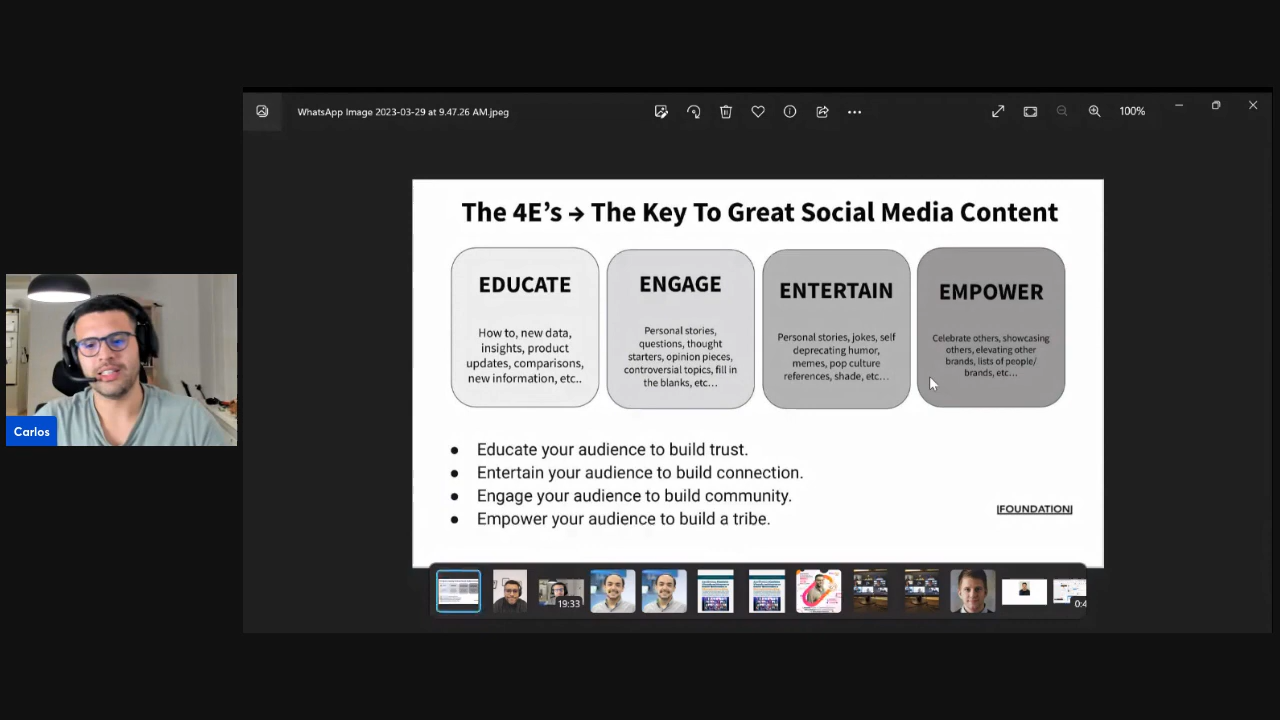 WhatsApp Image 2023-03-29 at 9.47.26 AM.jpeg
100%
The 4E's → The Key To Great Social Media Content
EDUCATE
How to, new data,
insights, product
updates, comparisons,
new information, etc..
ENGAGE
Personal stories,
questions, thought
starters, opinion pieces,
controversial topics, fill in
the blanks, etc...
ENTERTAIN
Personal stories, jokes, self
deprecating humor,
memes, pop culture
references, shade, etc...
EMPOWER
Celebrate others, showcasing
others, elevating other
brands, lists of people/
brands, etc...
● Educate your audience to build trust.
● Entertain your audience to build connection.
● Engage your audience to build community.
● Empower your audience to build a tribe.
|FOUNDATION|
Carlos
19:33
0:4